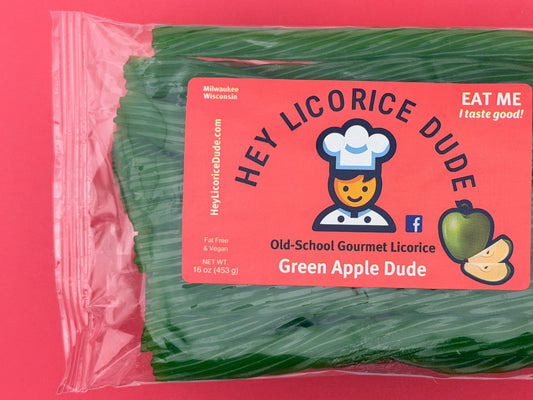 Milwaukee
Wisconsin
EAT ME
I taste good!
HEY LICORICE DUDE
HeyLicoriceDude.com
f
Fat Free
& Vegan
NET WT.
16 oz (453 g)
Old-School Gourmet Licorice
Green Apple Dude